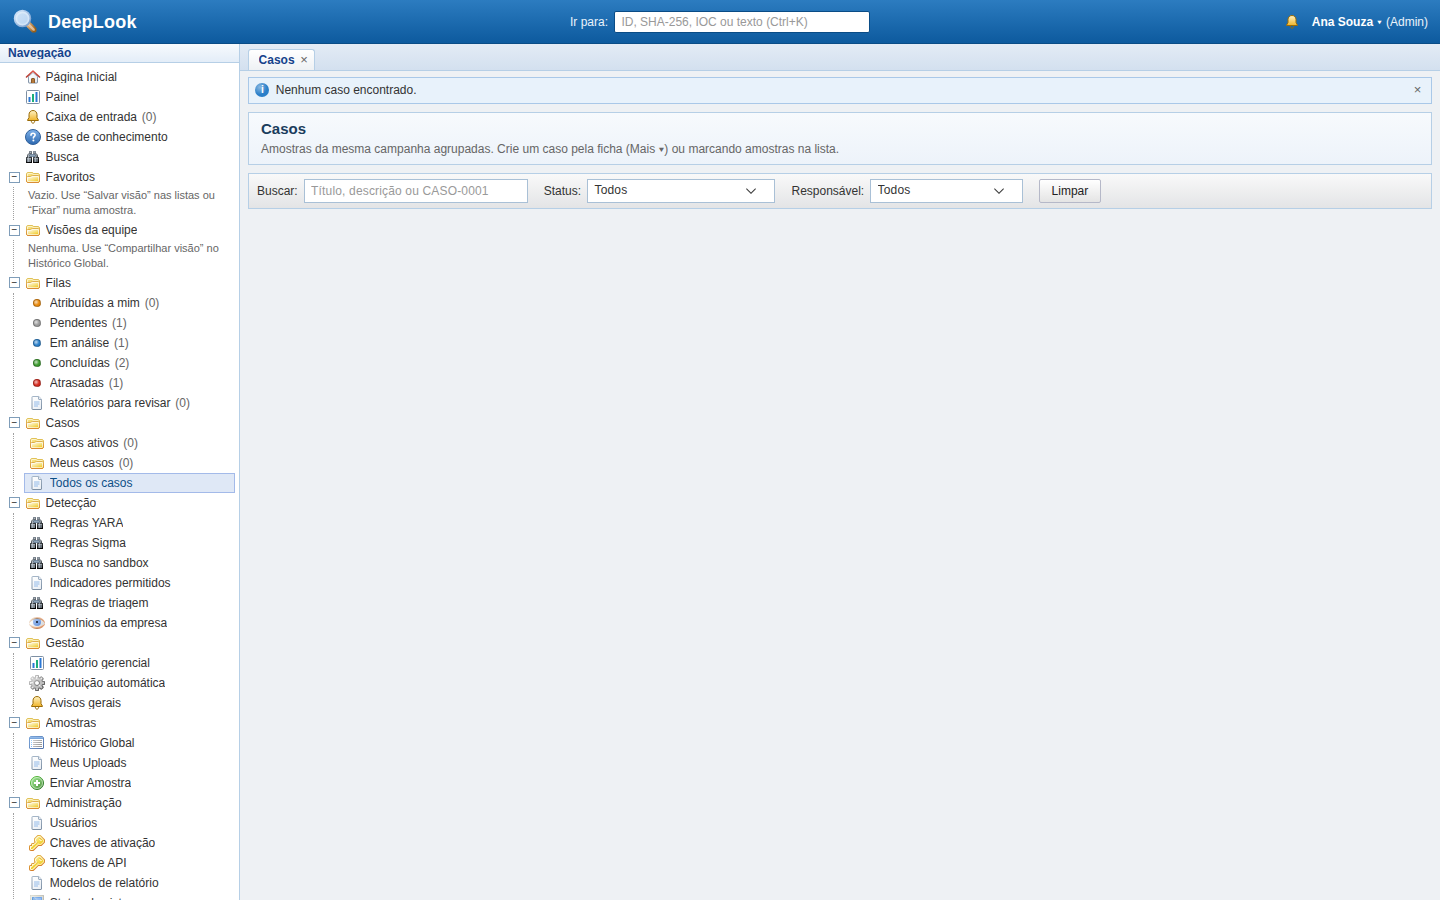 DeepLook
Ir para: ID, SHA-256, IOC ou texto (Ctrl+K)
Ana Souza ▾ (Admin)
Navegação
Página Inicial
Painel
Caixa de entrada (0)
Base de conhecimento
Busca
Favoritos
Vazio. Use “Salvar visão” nas listas ou
“Fixar” numa amostra.
Visões da equipe
Nenhuma. Use “Compartilhar visão” no
Histórico Global.
Filas
Atribuídas a mim (0)
Pendentes (1)
Em análise (1)
Concluídas (2)
Atrasadas (1)
Relatórios para revisar (0)
Casos
Casos ativos (0)
Meus casos (0)
Todos os casos
Detecção
Regras YARA
Regras Sigma
Busca no sandbox
Indicadores permitidos
Regras de triagem
Domínios da empresa
Gestão
Relatório gerencial
Atribuição automática
Avisos gerais
Amostras
Histórico Global
Meus Uploads
Enviar Amostra
Administração
Usuários
Chaves de ativação
Tokens de API
Modelos de relatório
Casos ×
Nenhum caso encontrado. ×
Casos
Amostras da mesma campanha agrupadas. Crie um caso pela ficha (Mais ▾) ou marcando amostras na lista.
Buscar: Título, descrição ou CASO-0001 Status: Todos Responsável: Todos Limpar